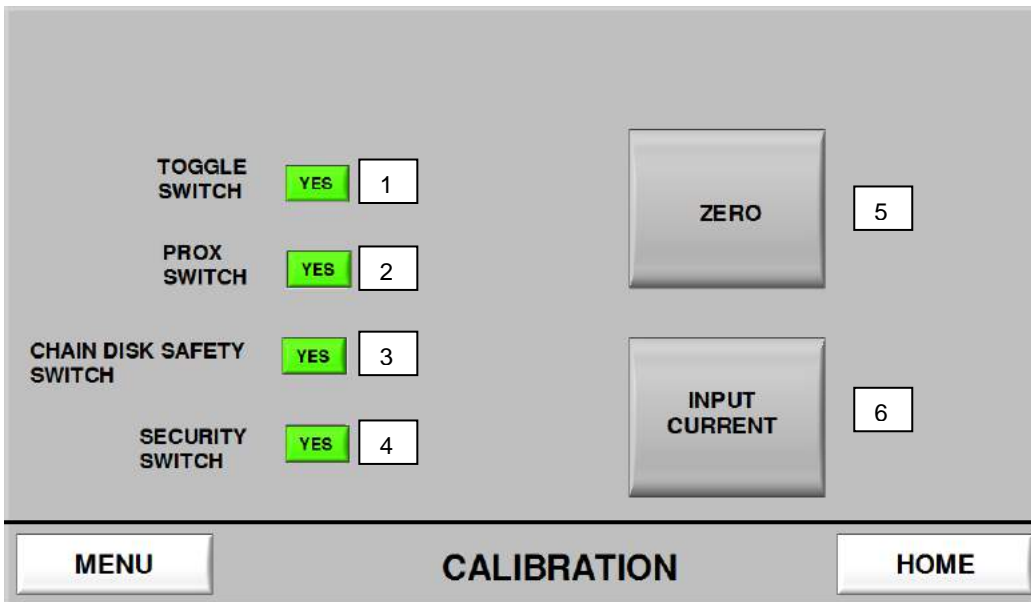 TOGGLE
SWITCH
YES
1
PROX
SWITCH
YES
2
CHAIN DISK SAFETY
SWITCH
YES
3
SECURITY
SWITCH
YES
4
ZERO
5
INPUT
CURRENT
6
MENU
CALIBRATION
HOME